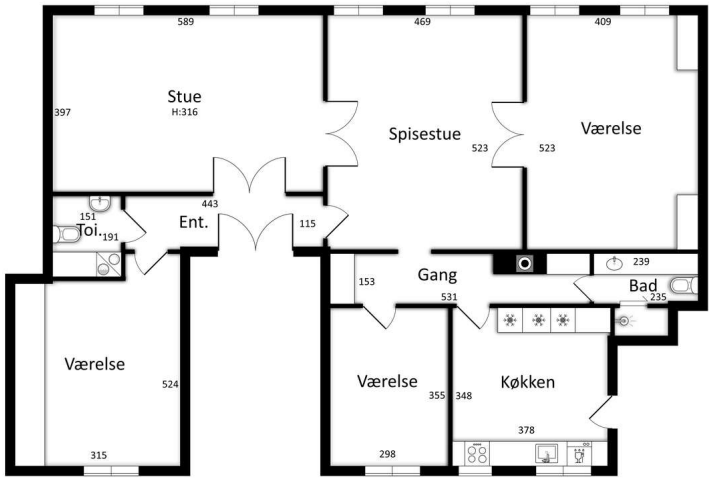 589
469
409
397
Stue
H:316
Spisestue
523
523
Værelse
443
151
Toi.
191
Ent.
115
Gang
153
531
239
Bad
235
Værelse
524
315
Værelse
355
298
348
Køkken
378